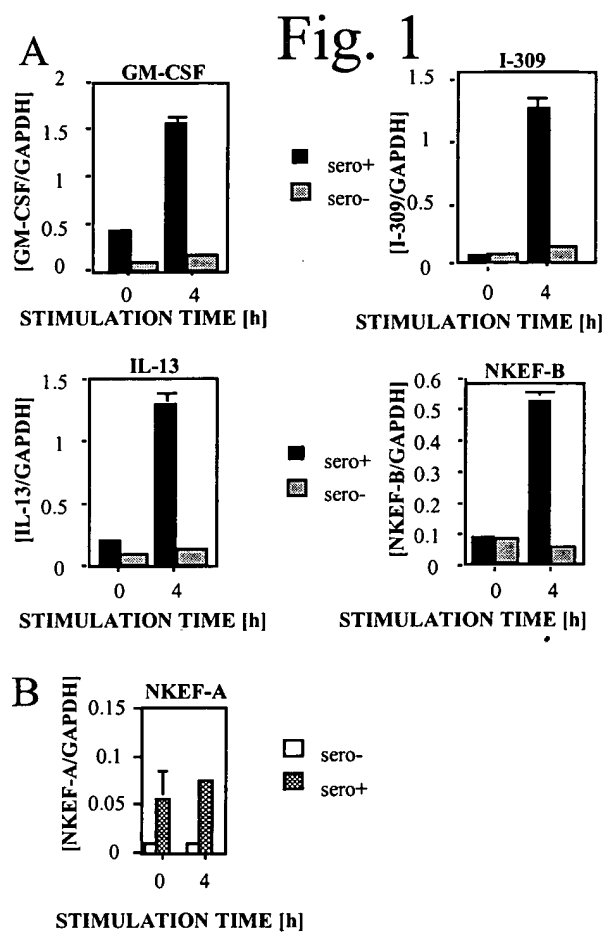 Fig. 1
A
GM-CSF
[GM-CSF/GAPDH]
2
1.5
1
0.5
0
0 4
STIMULATION TIME [h]
sero+
sero-
I-309
[I-309/GAPDH]
1.5
1
0.5
0
0 4
STIMULATION TIME [h]
IL-13
[IL-13/GAPDH]
1.5
1
0.5
0
0 4
STIMULATION TIME [h]
sero+
sero-
NKEF-B
[NKEF-B/GAPDH]
0.6
0.5
0.4
0.3
0.2
0.1
0
0 4
STIMULATION TIME [h]
B
NKEF-A
[NKEF-A/GAPDH]
0.15
0.1
0.05
0
0 4
STIMULATION TIME [h]
sero-
sero+